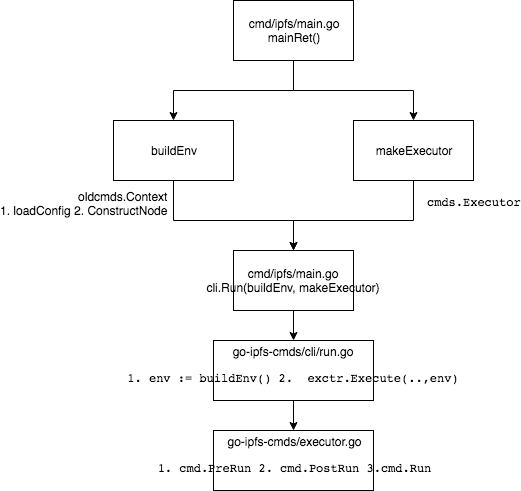 cmd/ipfs/main.go
mainRet()
buildEnv
makeExecutor
oldcmds.Context
1. loadConfig 2. ConstructNode
cmds.Executor
cmd/ipfs/main.go
cli.Run(buildEnv, makeExecutor)
go-ipfs-cmds/cli/run.go
1. env := buildEnv() 2.  exctr.Execute(..,env)
go-ipfs-cmds/executor.go
1. cmd.PreRun 2. cmd.PostRun 3.cmd.Run